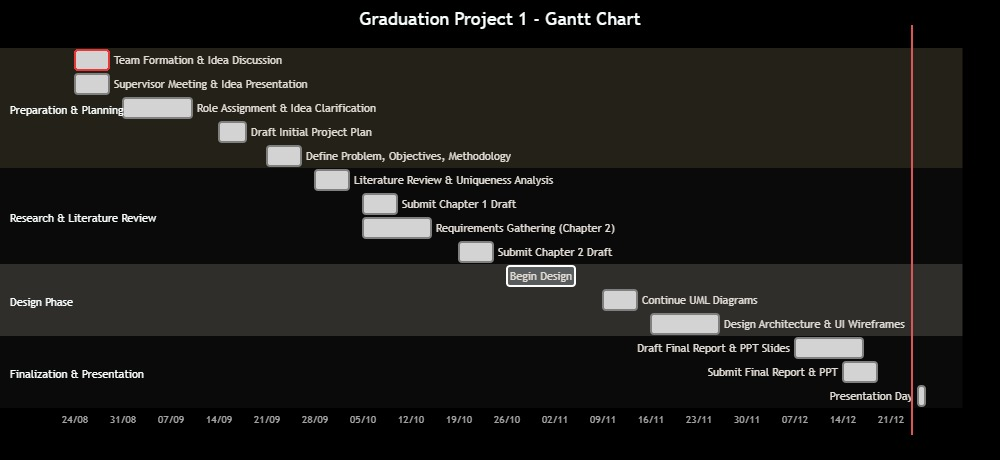 Graduation Project 1 - Gantt Chart
Team Formation & Idea Discussion
Supervisor Meeting & Idea Presentation
Preparation & Planning
Role Assignment & Idea Clarification
Draft Initial Project Plan
Define Problem, Objectives, Methodology
Literature Review & Uniqueness Analysis
Submit Chapter 1 Draft
Research & Literature Review
Requirements Gathering (Chapter 2)
Submit Chapter 2 Draft
Begin Design
Design Phase
Continue UML Diagrams
Design Architecture & UI Wireframes
Draft Final Report & PPT Slides
Finalization & Presentation
Submit Final Report & PPT
Presentation Day
24/08 31/08 07/09 14/09 21/09 28/09 05/10 12/10 19/10 26/10 02/11 09/11 16/11 23/11 30/11 07/12 14/12 21/12